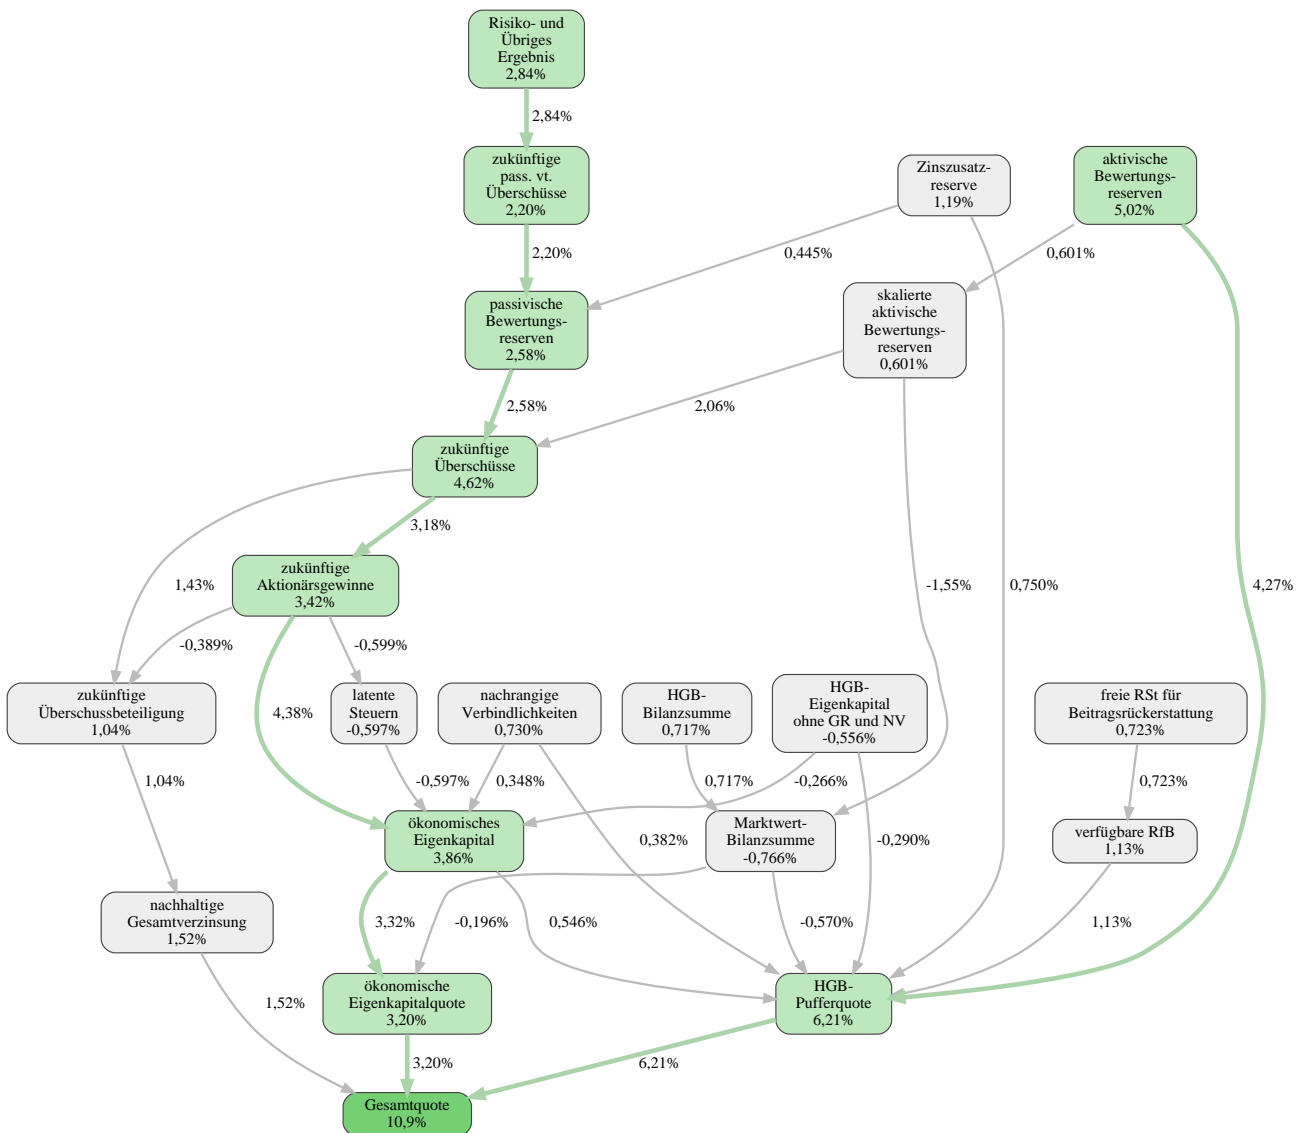 Risiko- und
Übriges
Ergebnis
2,84%
2,84%
zukünftige
pass. vt.
Überschüsse
2,20%
Zinszusatz-
reserve
1,19%
aktivische
Bewertungs-
reserven
5,02%
2,20%
0,445%
0,601%
passivische
Bewertungs-
reserven
2,58%
skalierte
aktivische
Bewertungs-
reserven
0,601%
2,58%
2,06%
zukünftige
Überschüsse
4,62%
3,18%
zukünftige
Aktionärsgewinne
3,42%
1,43%
-1,55%
0,750%
4,27%
-0,389%
-0,599%
zukünftige
Überschussbeteiligung
1,04%
latente
Steuern
-0,597%
nachrangige
Verbindlichkeiten
0,730%
HGB-
Bilanzsumme
0,717%
HGB-
Eigenkapital
ohne GR und NV
-0,556%
freie RSt für
Beitragsrückerstattung
0,723%
4,38%
1,04%
-0,597%
0,348%
0,717%
-0,266%
0,723%
ökonomisches
Eigenkapital
3,86%
0,382%
Marktwert-
Bilanzsumme
-0,766%
-0,290%
verfügbare RfB
1,13%
nachhaltige
Gesamtverzinsung
1,52%
3,32%
-0,196%
0,546%
-0,570%
1,13%
ökonomische
Eigenkapitalquote
3,20%
HGB-
Pufferquote
6,21%
1,52%
3,20%
6,21%
Gesamtquote
10,9%